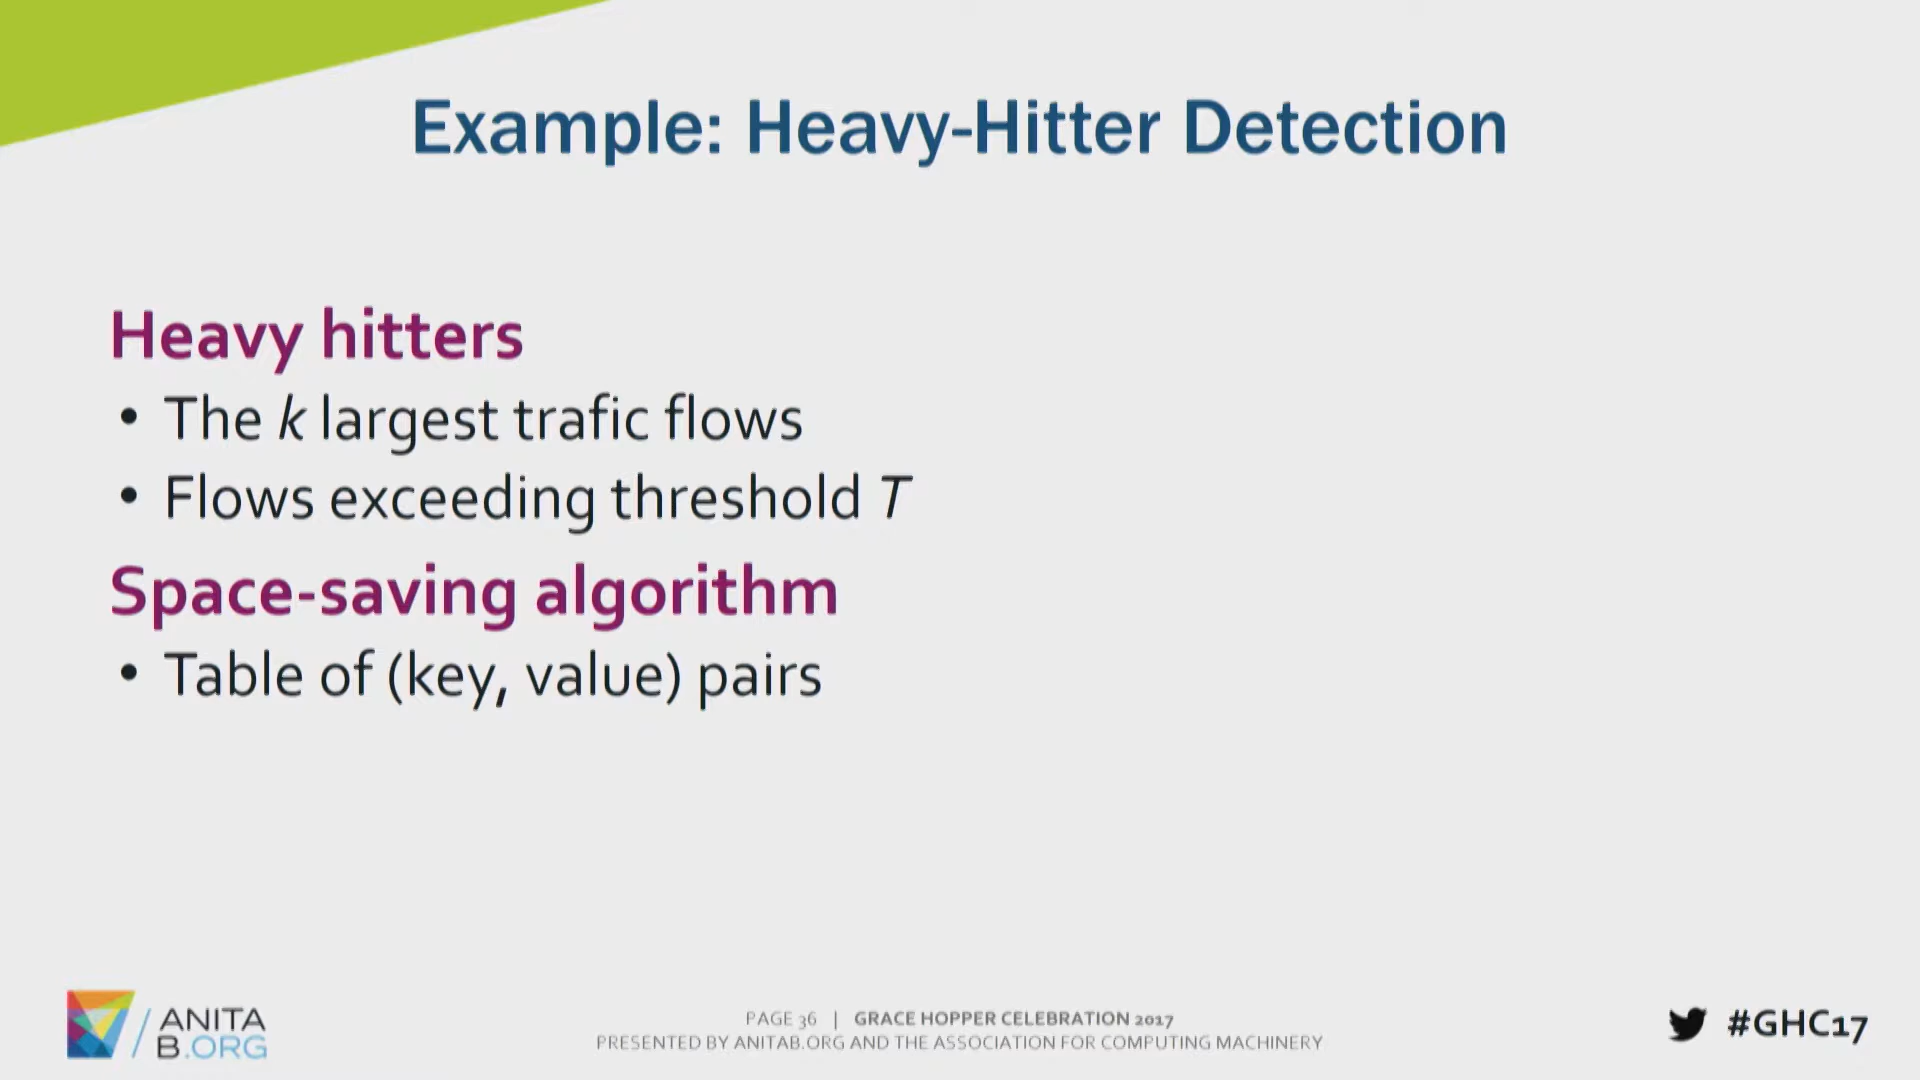 Example: Heavy-Hitter Detection
Heavy hitters
• The k largest trafic flows
• Flows exceeding threshold T
Space-saving algorithm
• Table of (key, value) pairs
ANITA
B.ORG
PAGE 36 | GRACE HOPPER CELEBRATION 2017
PRESENTED BY ANITAB.ORG AND THE ASSOCIATION FOR COMPUTING MACHINERY
#GHC17